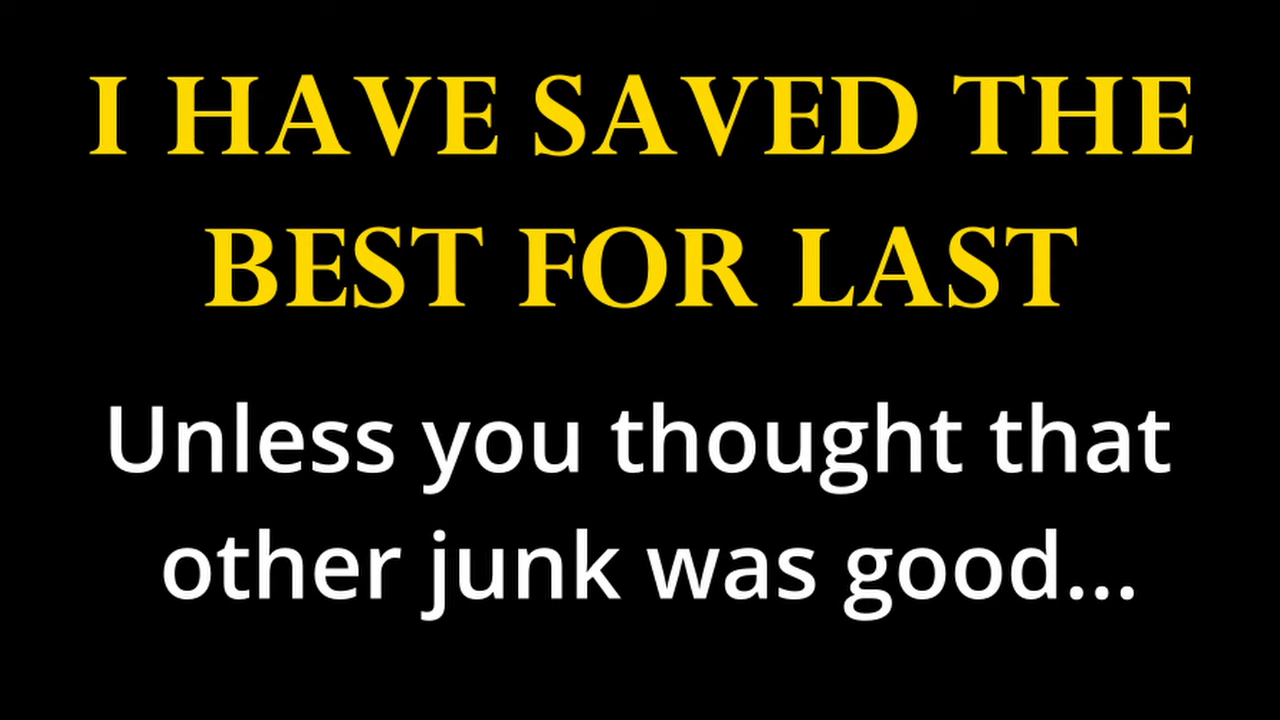 I HAVE SAVED THE
BEST FOR LAST
Unless you thought that
other junk was good...